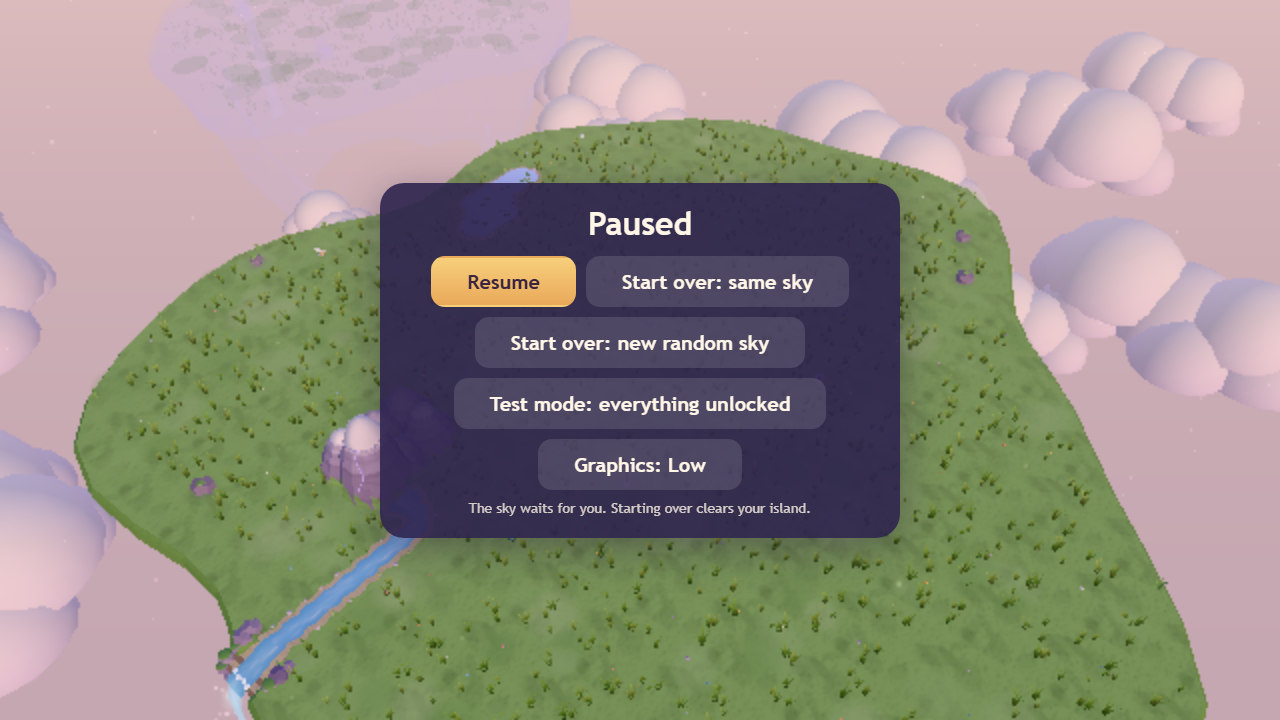 Paused
Resume
Start over: same sky
Start over: new random sky
Test mode: everything unlocked
Graphics: Low
The sky waits for you. Starting over clears your island.